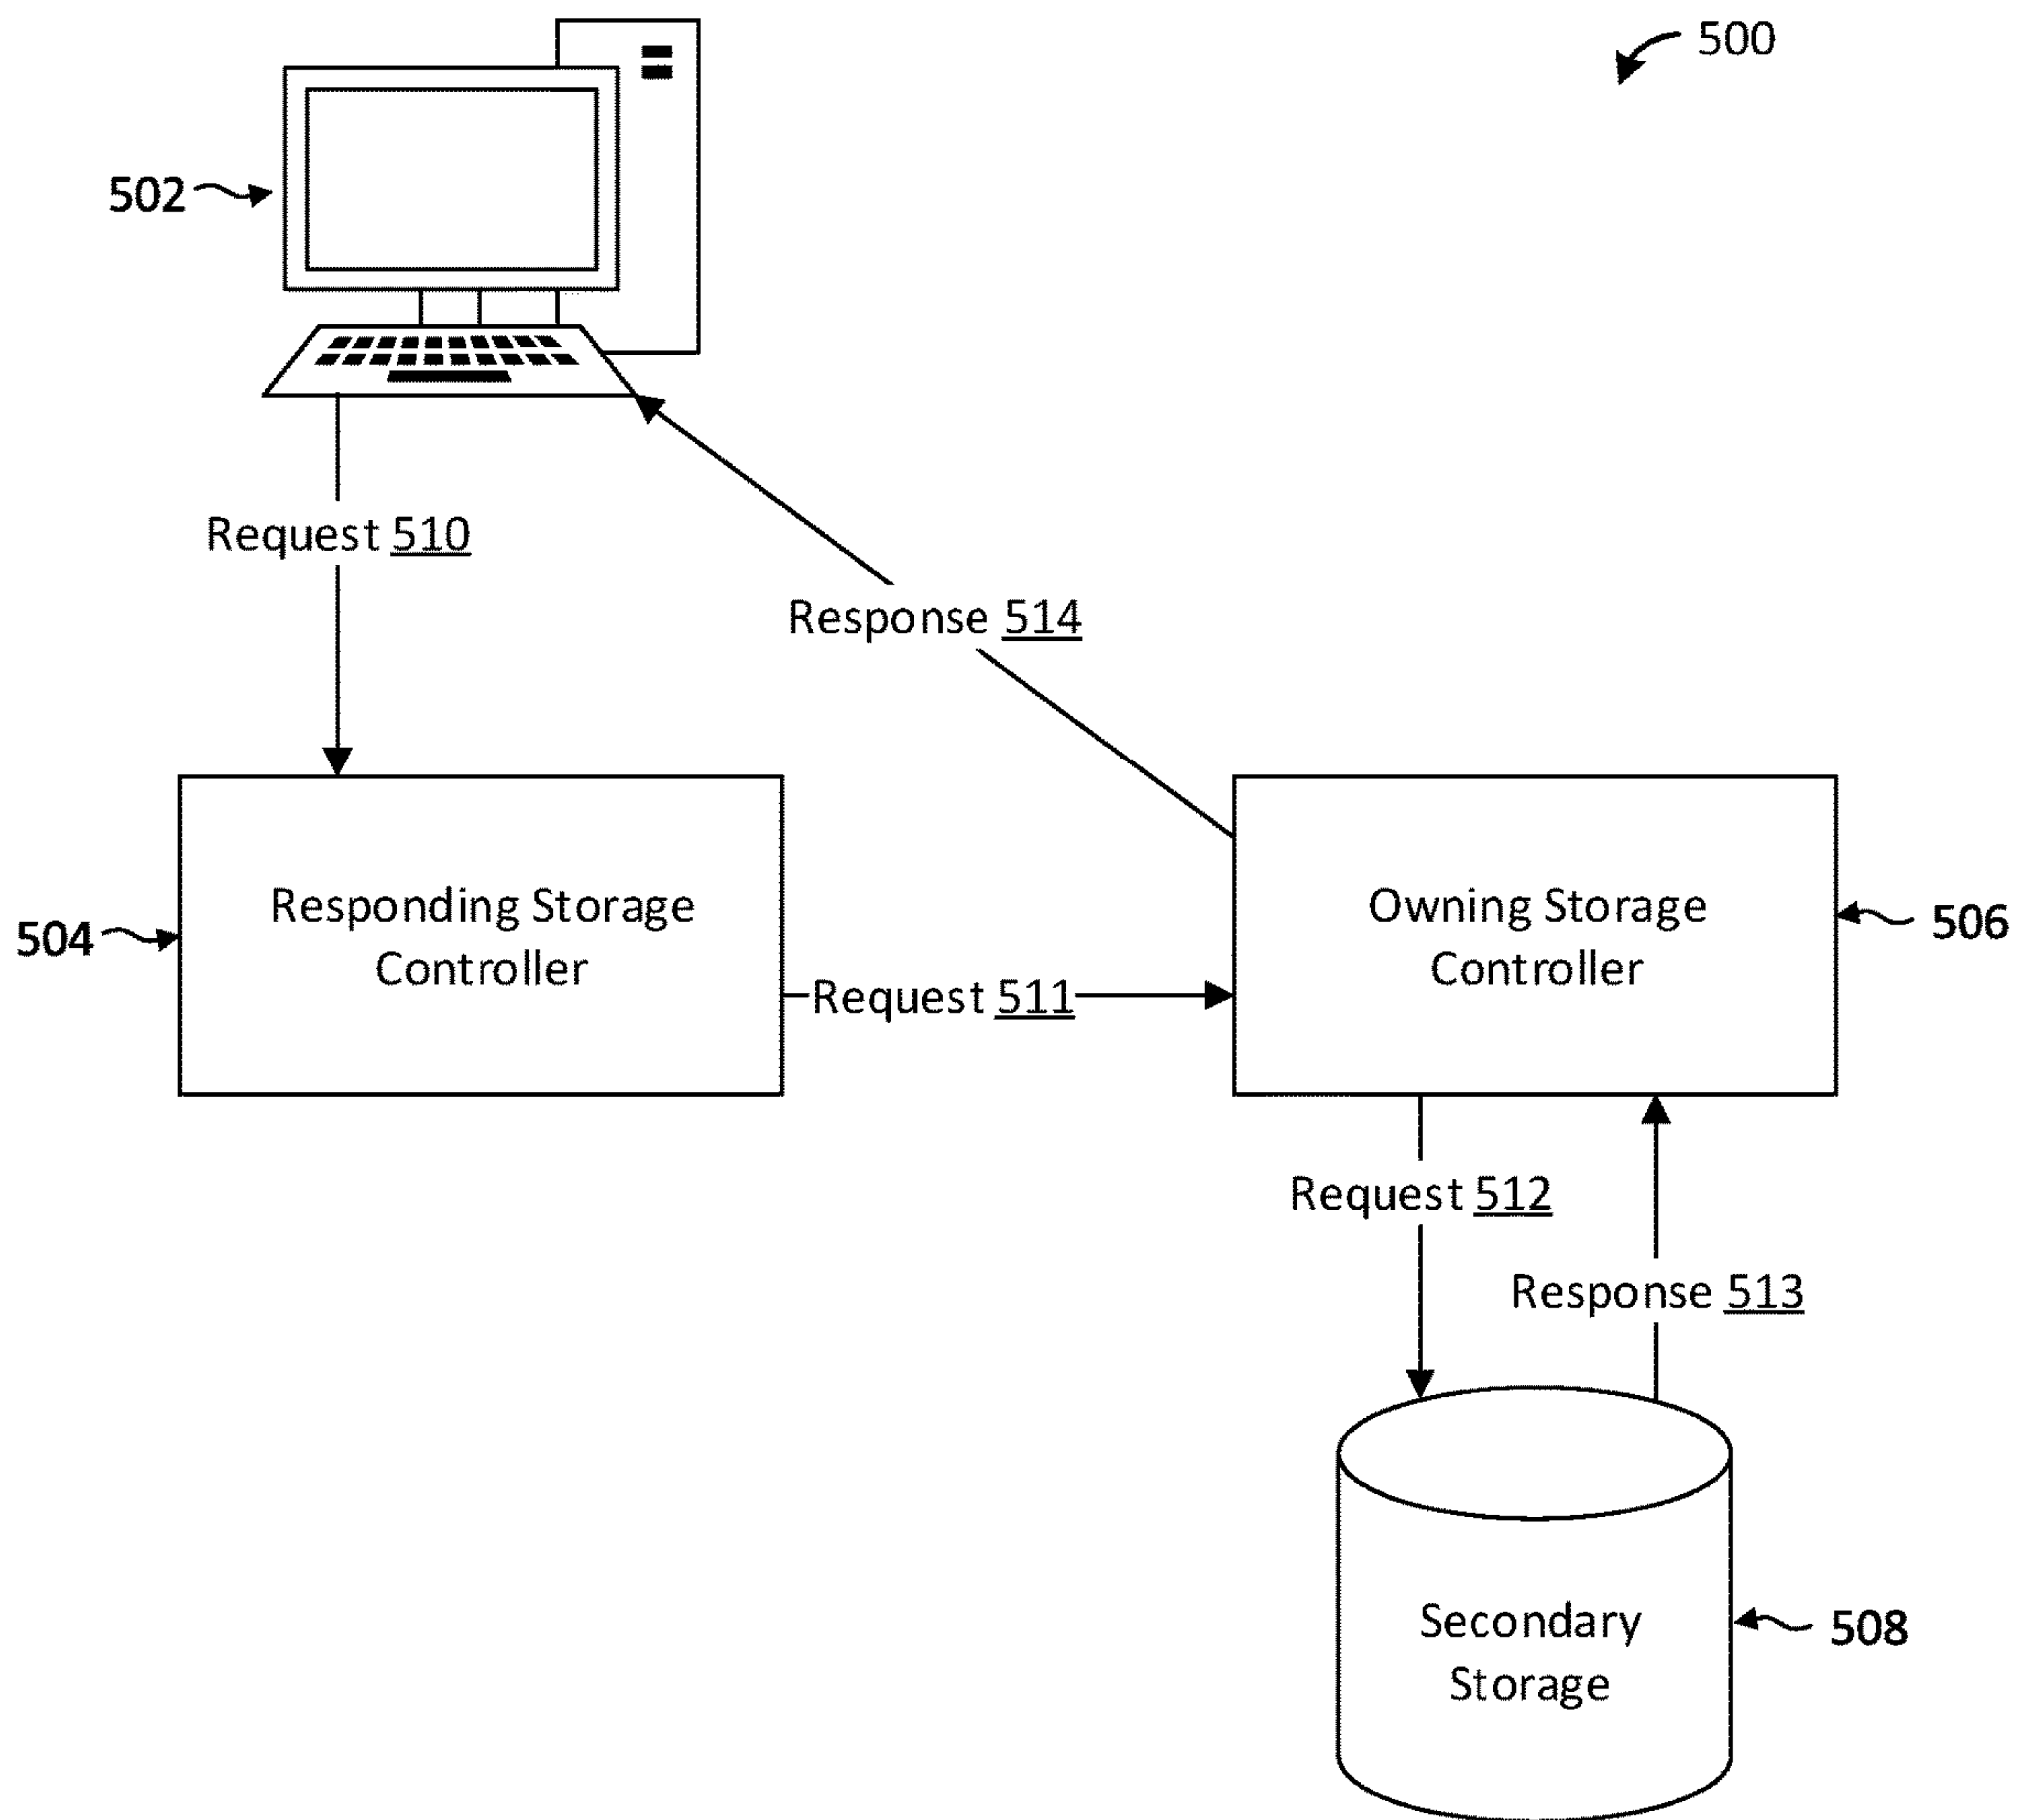 500
502
Request 510
Response 514
Responding Storage
Controller
504
Owning Storage
Controller
506
Request 511
Request 512
Response 513
Secondary
Storage
508